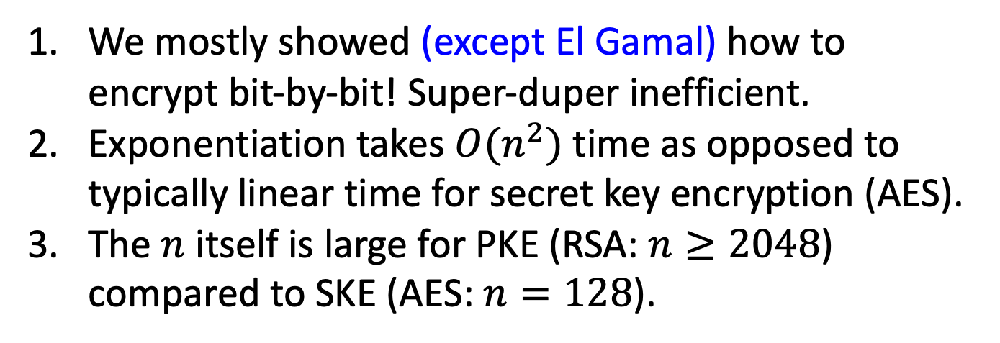 1. We mostly showed (except El Gamal) how to
encrypt bit-by-bit! Super-duper inefficient.
2. Exponentiation takes O(n²) time as opposed to
typically linear time for secret key encryption (AES).
3. The n itself is large for PKE (RSA: n ≥ 2048)
compared to SKE (AES: n = 128).